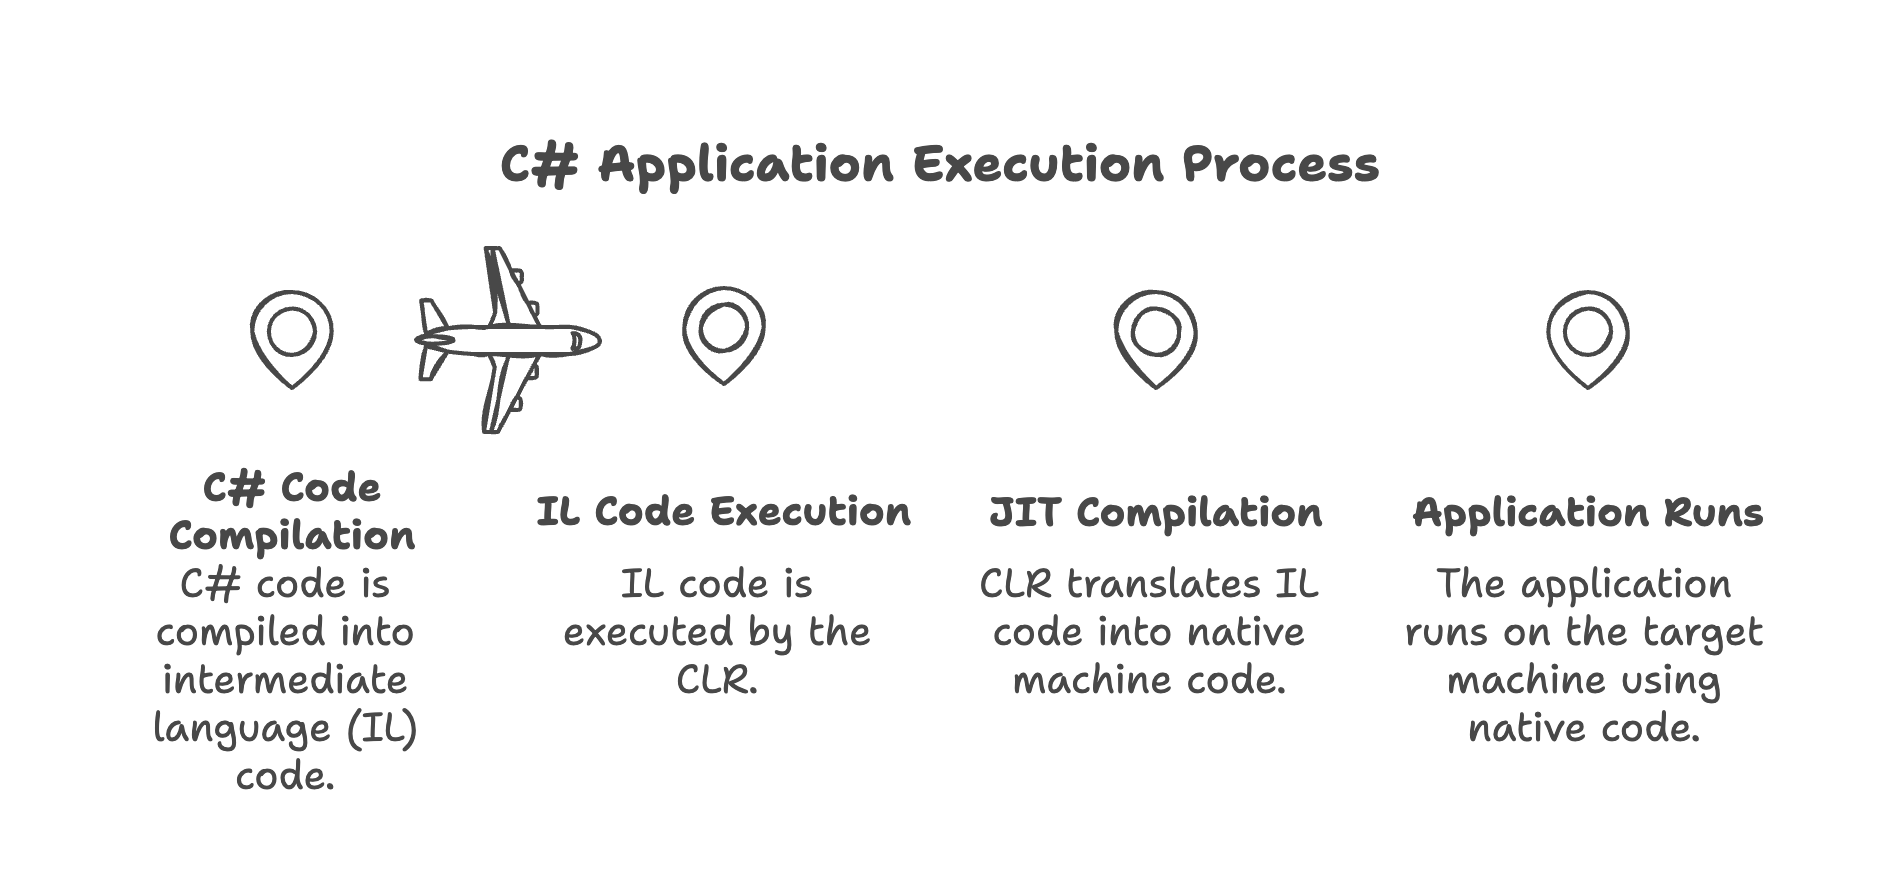 C# Application Execution Process
C# Code
Compilation
C# code is
compiled into
intermediate
language (IL)
code.
IL Code Execution
IL code is
executed by the
CLR.
JIT Compilation
CLR translates IL
code into native
machine code.
Application Runs
The application
runs on the target
machine using
native code.